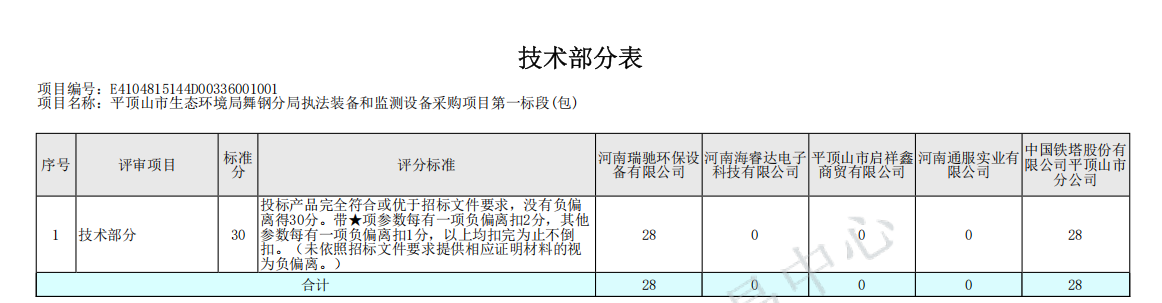 技术部分表
项目编号：E4104815144D00336001001
项目名称：平顶山市生态环境局舞钢分局执法装备和监测设备采购项目第一标段(包)
序号 评审项目 标准分 评分标准 河南瑞驰环保设备有限公司 河南海睿达电子科技有限公司 平顶山市启祥鑫商贸有限公司 河南通服实业有限公司 中国铁塔股份有限公司平顶山市分公司
1 技术部分 30
投标产品完全符合或优于招标文件要求，没有负偏
离得30分。带★项参数每有一项负偏离扣2分，其他
参数每有一项负偏离扣1分，以上均扣完为止不倒
扣。（未依照招标文件要求提供相应证明材料的视
为负偏离。）
28 0 0 0 28
合计 28 0 0 0 28
易中心